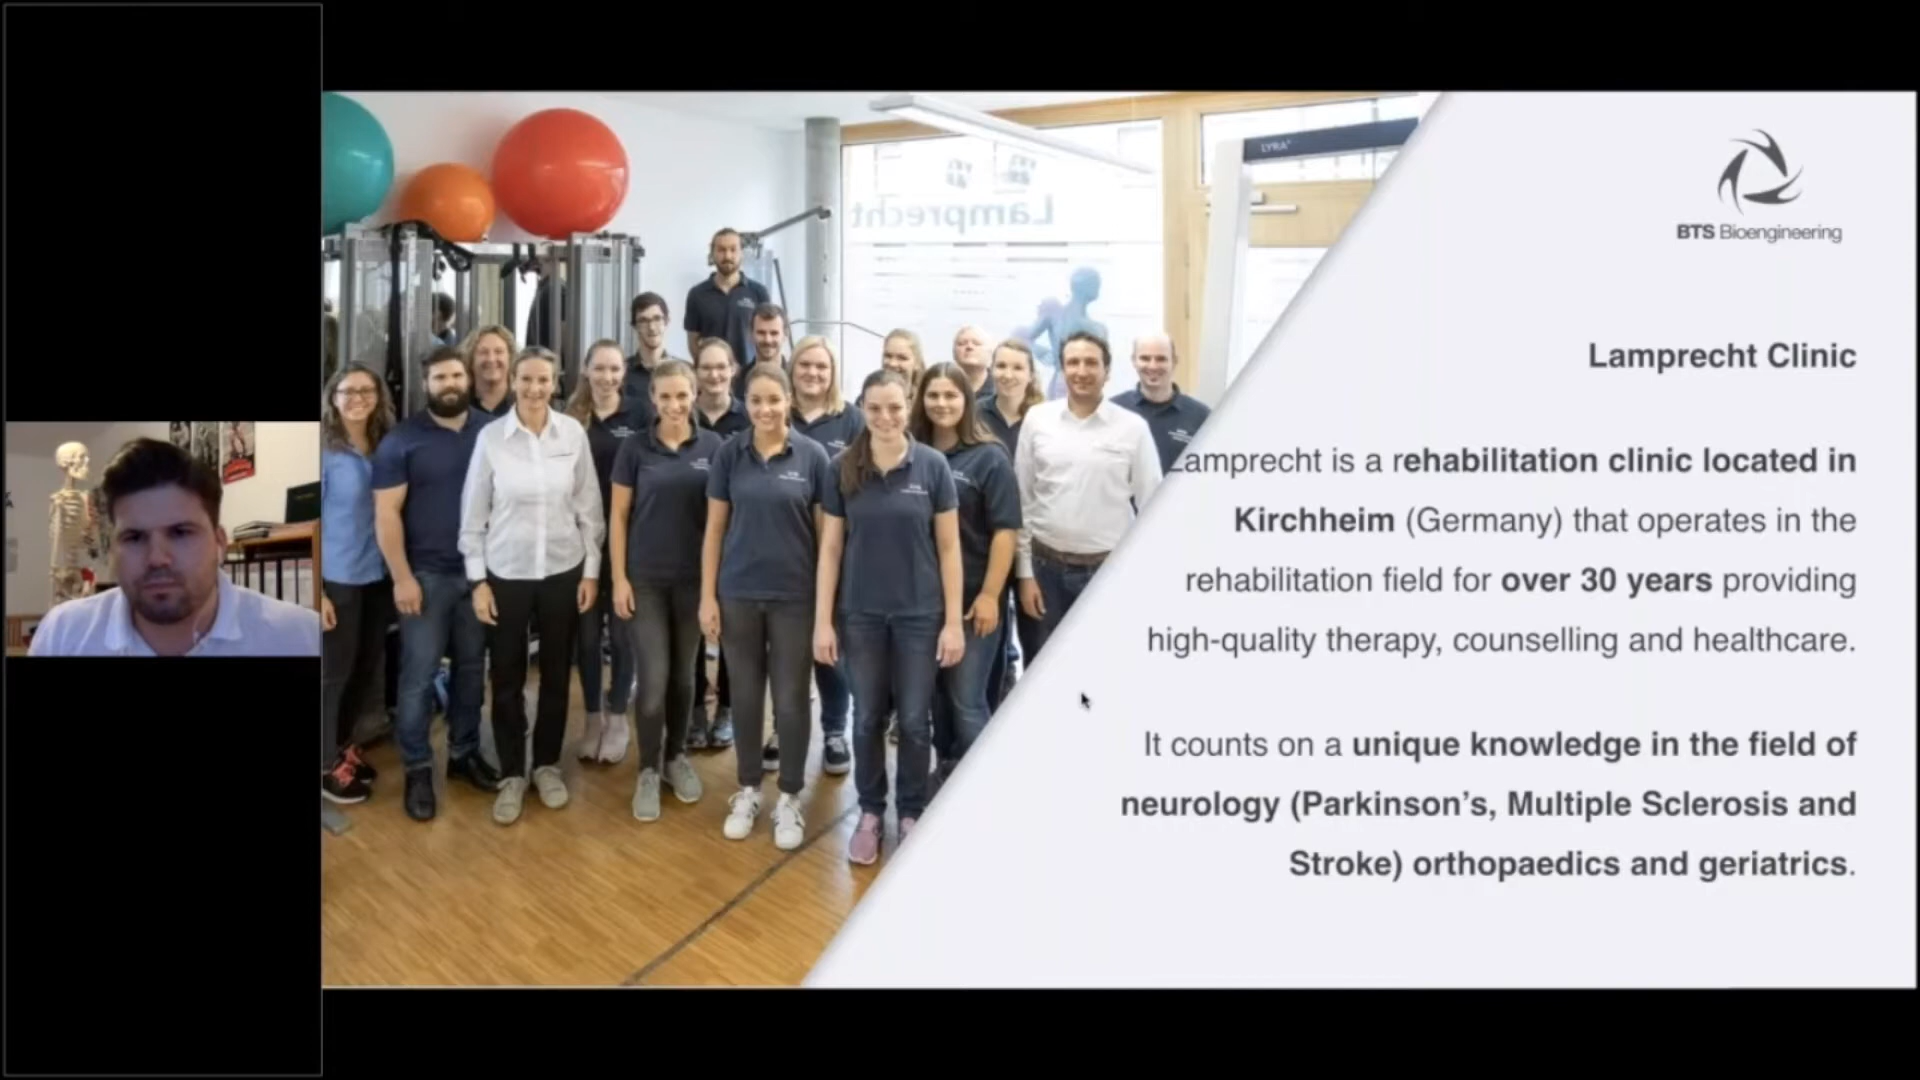 LYRA
Lamprecht
BTS Bioengineering
Lamprecht Clinic
Lamprecht is a rehabilitation clinic located in
Kirchheim (Germany) that operates in the
rehabilitation field for over 30 years providing
high-quality therapy, counselling and healthcare.
It counts on a unique knowledge in the field of
neurology (Parkinson’s, Multiple Sclerosis and
Stroke) orthopaedics and geriatrics.